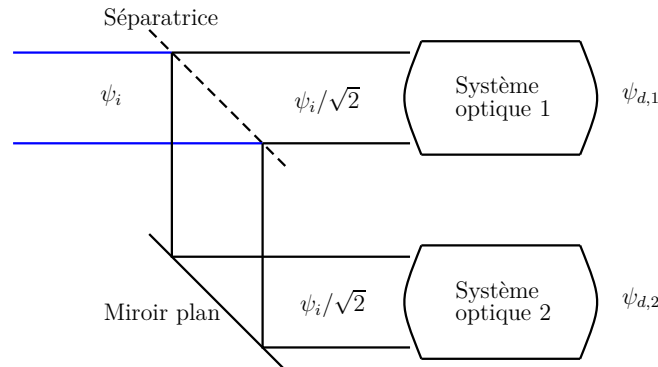 Séparatrice
ψ_i
ψ_i/√2
Système
optique 1
ψ_{d,1}
Miroir plan
ψ_i/√2
Système
optique 2
ψ_{d,2}